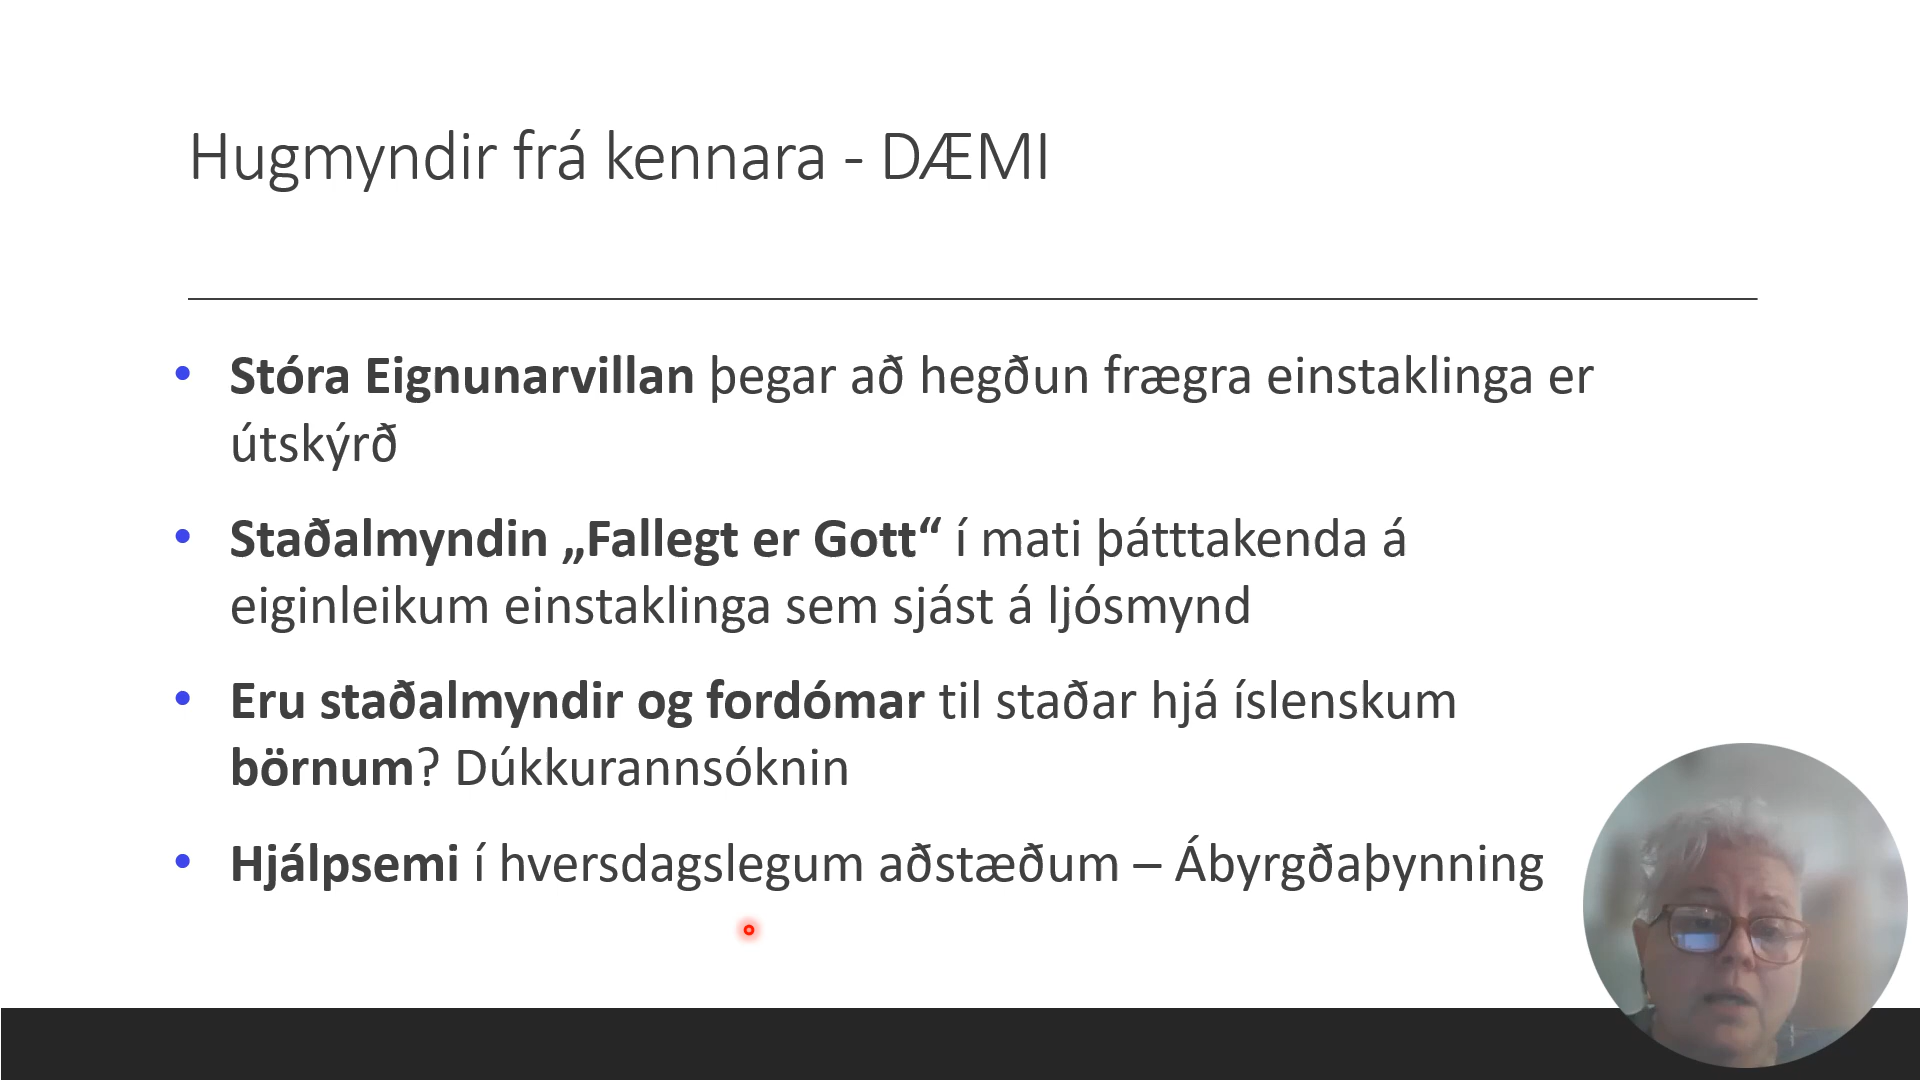 Hugmyndir frá kennara - DÆMI
• Stóra Eignunarvillan þegar að hegðun frægra einstaklinga er
útskýrð
• Staðalmyndin „Fallegt er Gott“ í mati þátttakenda á
eiginleikum einstaklinga sem sjást á ljósmynd
• Eru staðalmyndir og fordómar til staðar hjá íslenskum
börnum? Dúkkurannsóknin
• Hjálpsemi í hversdagslegum aðstæðum – Ábyrgðaþynning